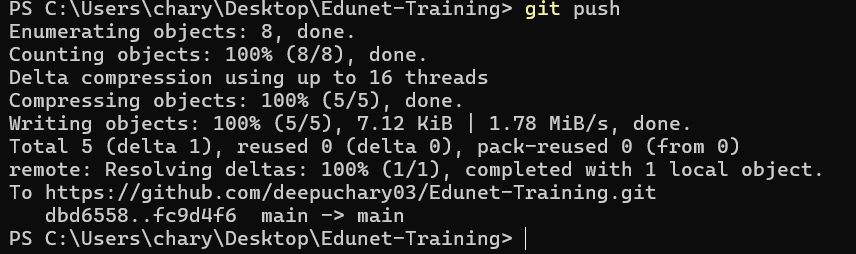 PS C:\Users\chary\Desktop\Edunet-Training> git push
Enumerating objects: 8, done.
Counting objects: 100% (8/8), done.
Delta compression using up to 16 threads
Compressing objects: 100% (5/5), done.
Writing objects: 100% (5/5), 7.12 KiB | 1.78 MiB/s, done.
Total 5 (delta 1), reused 0 (delta 0), pack-reused 0 (from 0)
remote: Resolving deltas: 100% (1/1), completed with 1 local object.
To https://github.com/deepuchary03/Edunet-Training.git
   dbd6558..fc9d4f6  main -> main
PS C:\Users\chary\Desktop\Edunet-Training>